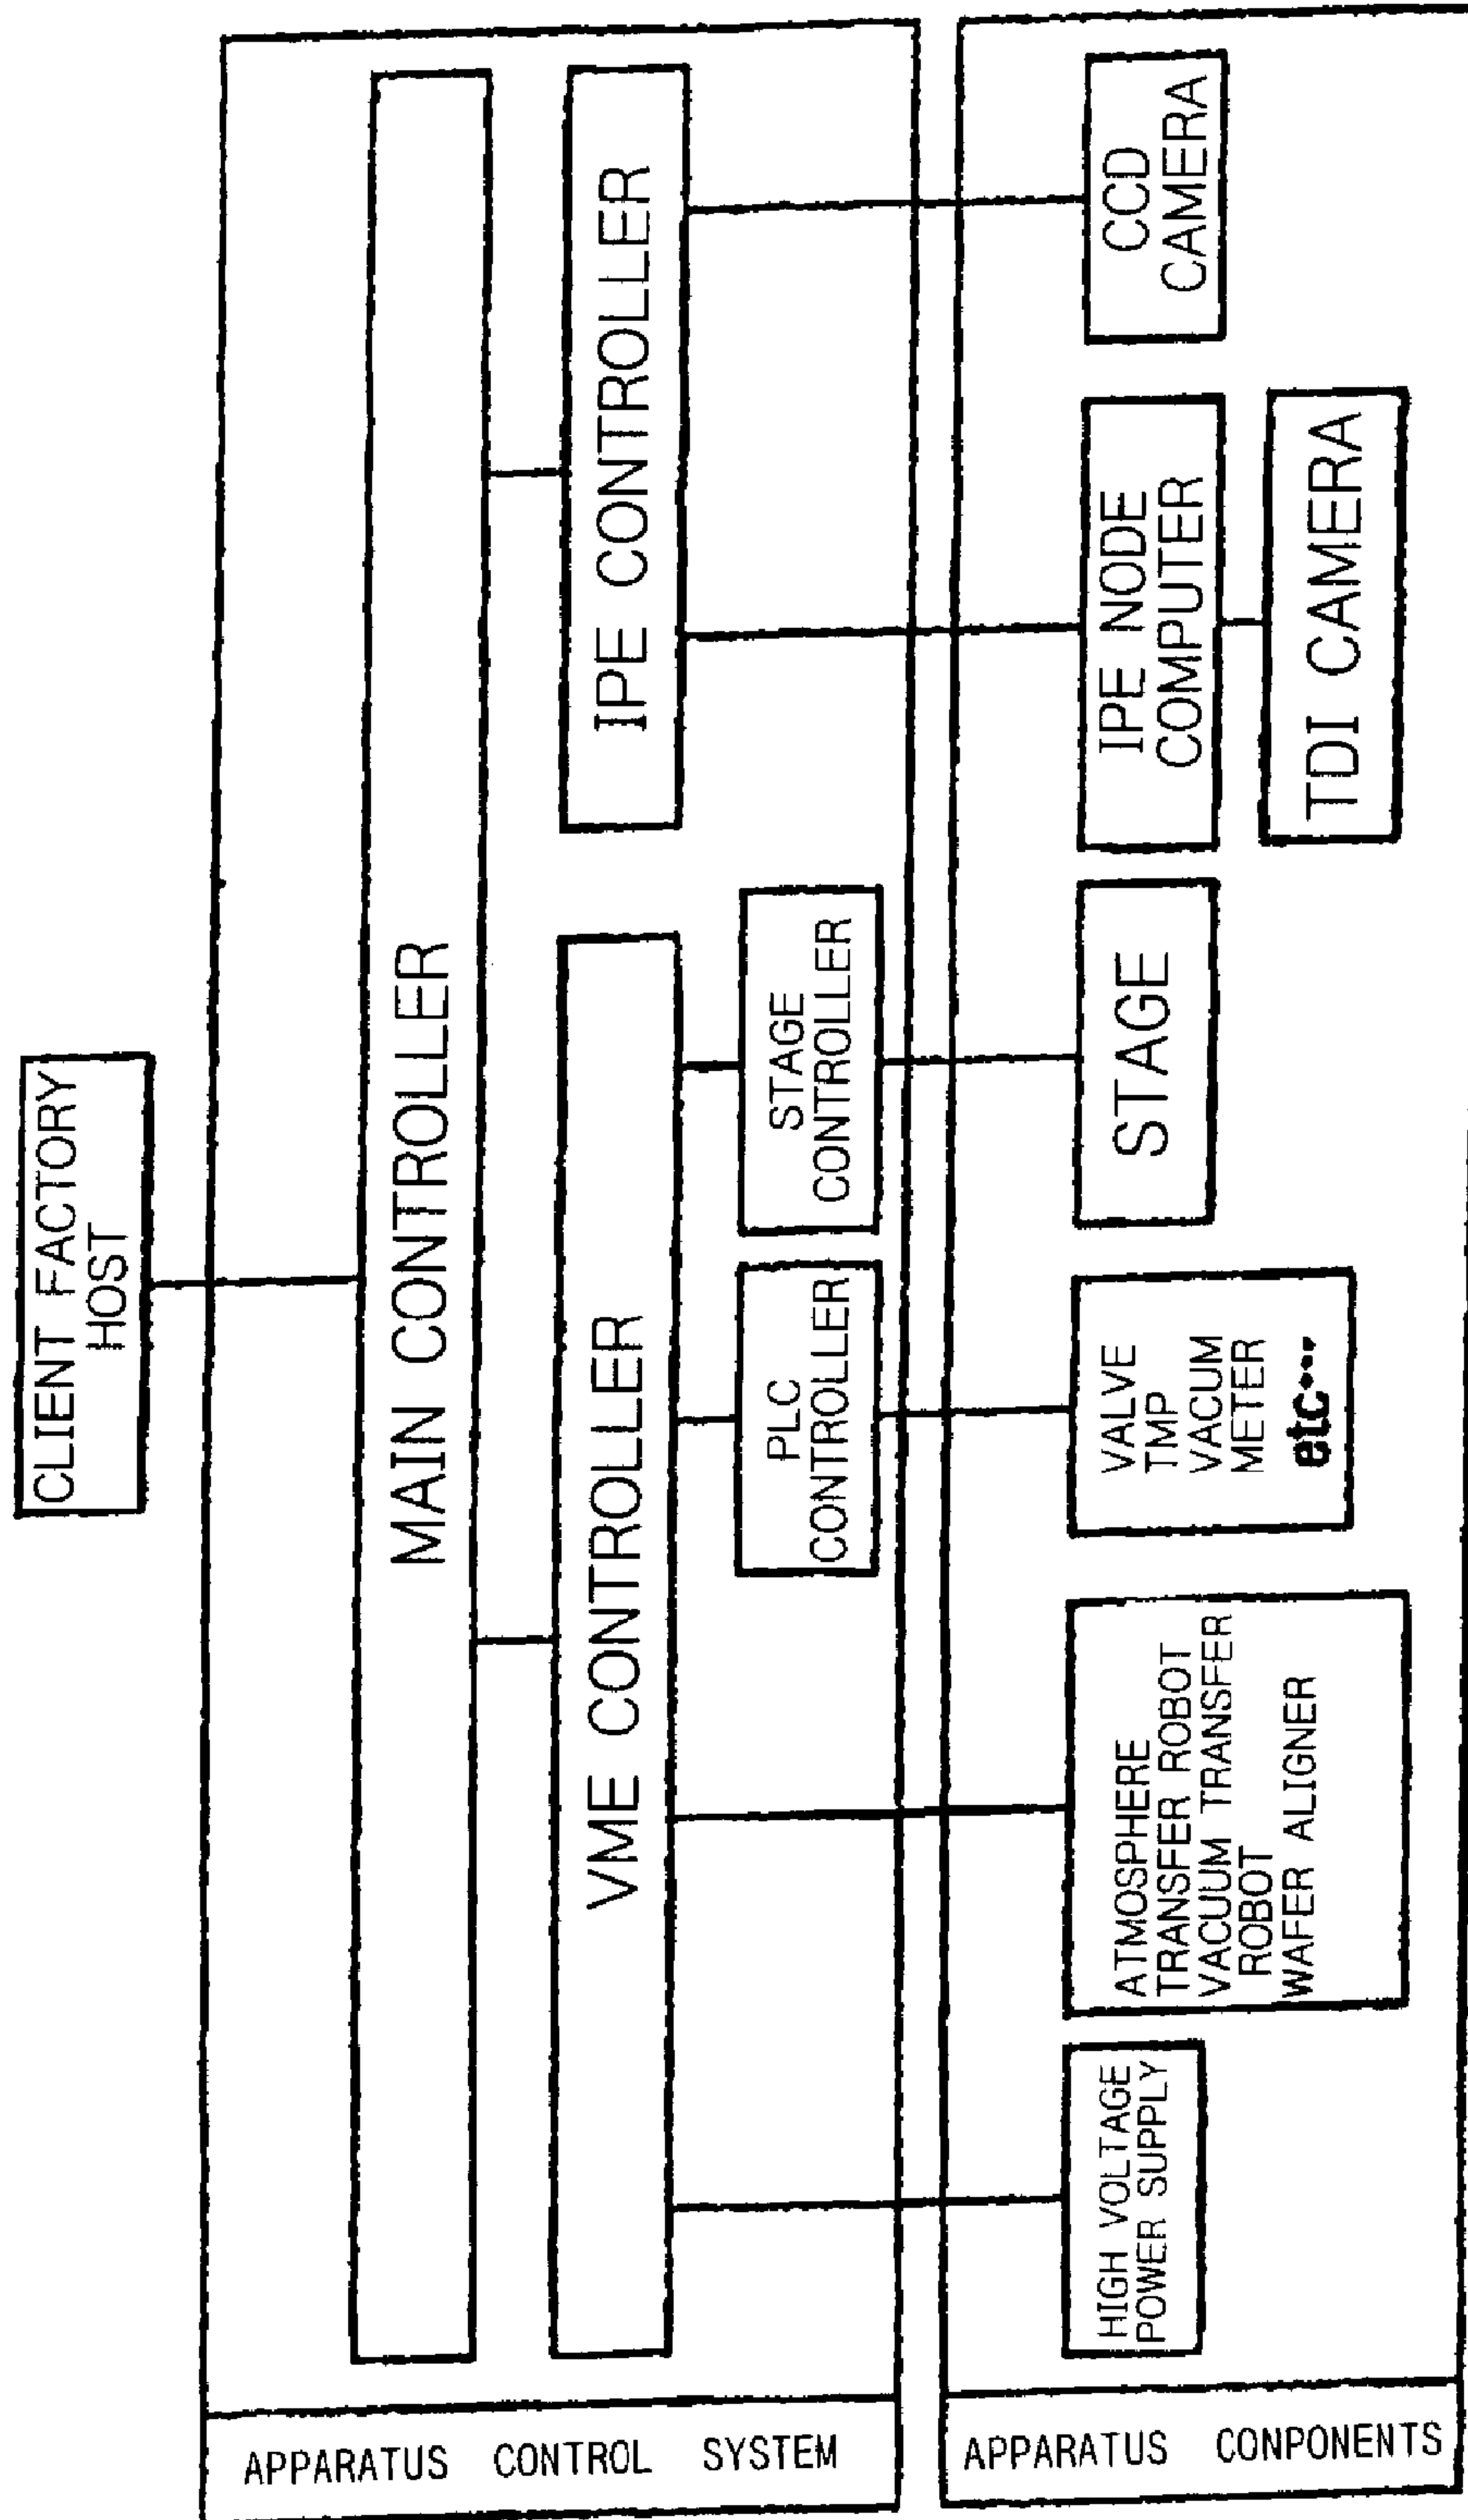 CLIENT FACTORY
HOST
APPARATUS CONTROL SYSTEM
MAIN CONTROLLER
VME CONTROLLER
IPE CONTROLLER
PLC
CONTROLLER
STAGE
CONTROLLER
APPARATUS CONPONENTS
HIGH VOLTAGE
POWER SUPPLY
ATMOSPHERE
TRANSFER ROBOT
VACUUM TRANSFER
ROBOT
WAFER ALIGNER
VALVE
TMP
VACUM
METER
etc•••
STAGE
IPE NODE
COMPUTER
TDI CAMERA
CCD
CAMERA